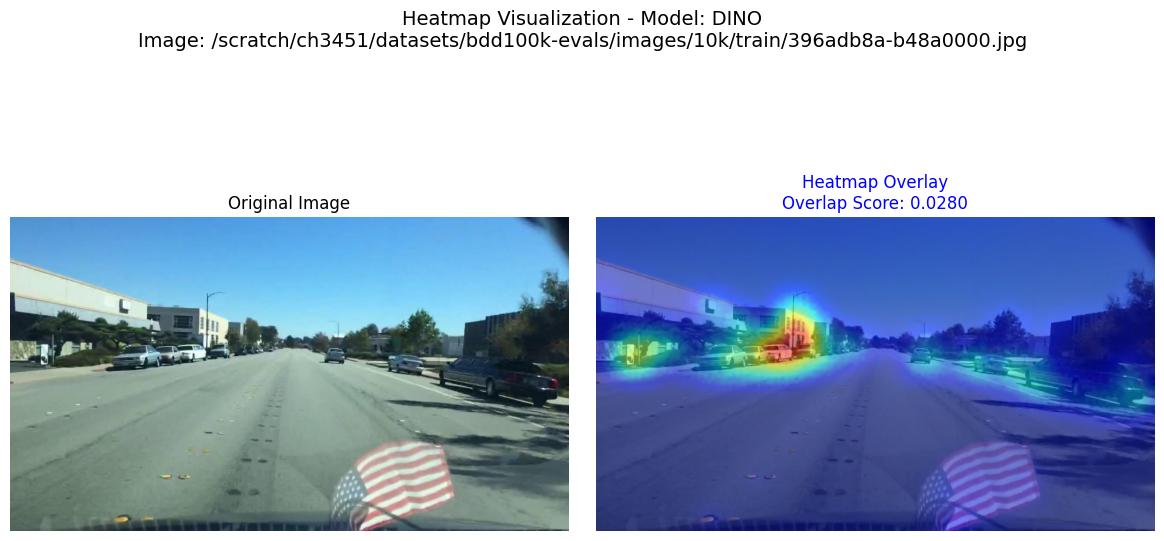 Heatmap Visualization - Model: DINO
Image: /scratch/ch3451/datasets/bdd100k-evals/images/10k/train/396adb8a-b48a0000.jpg
Original Image
Heatmap Overlay
Overlap Score: 0.0280